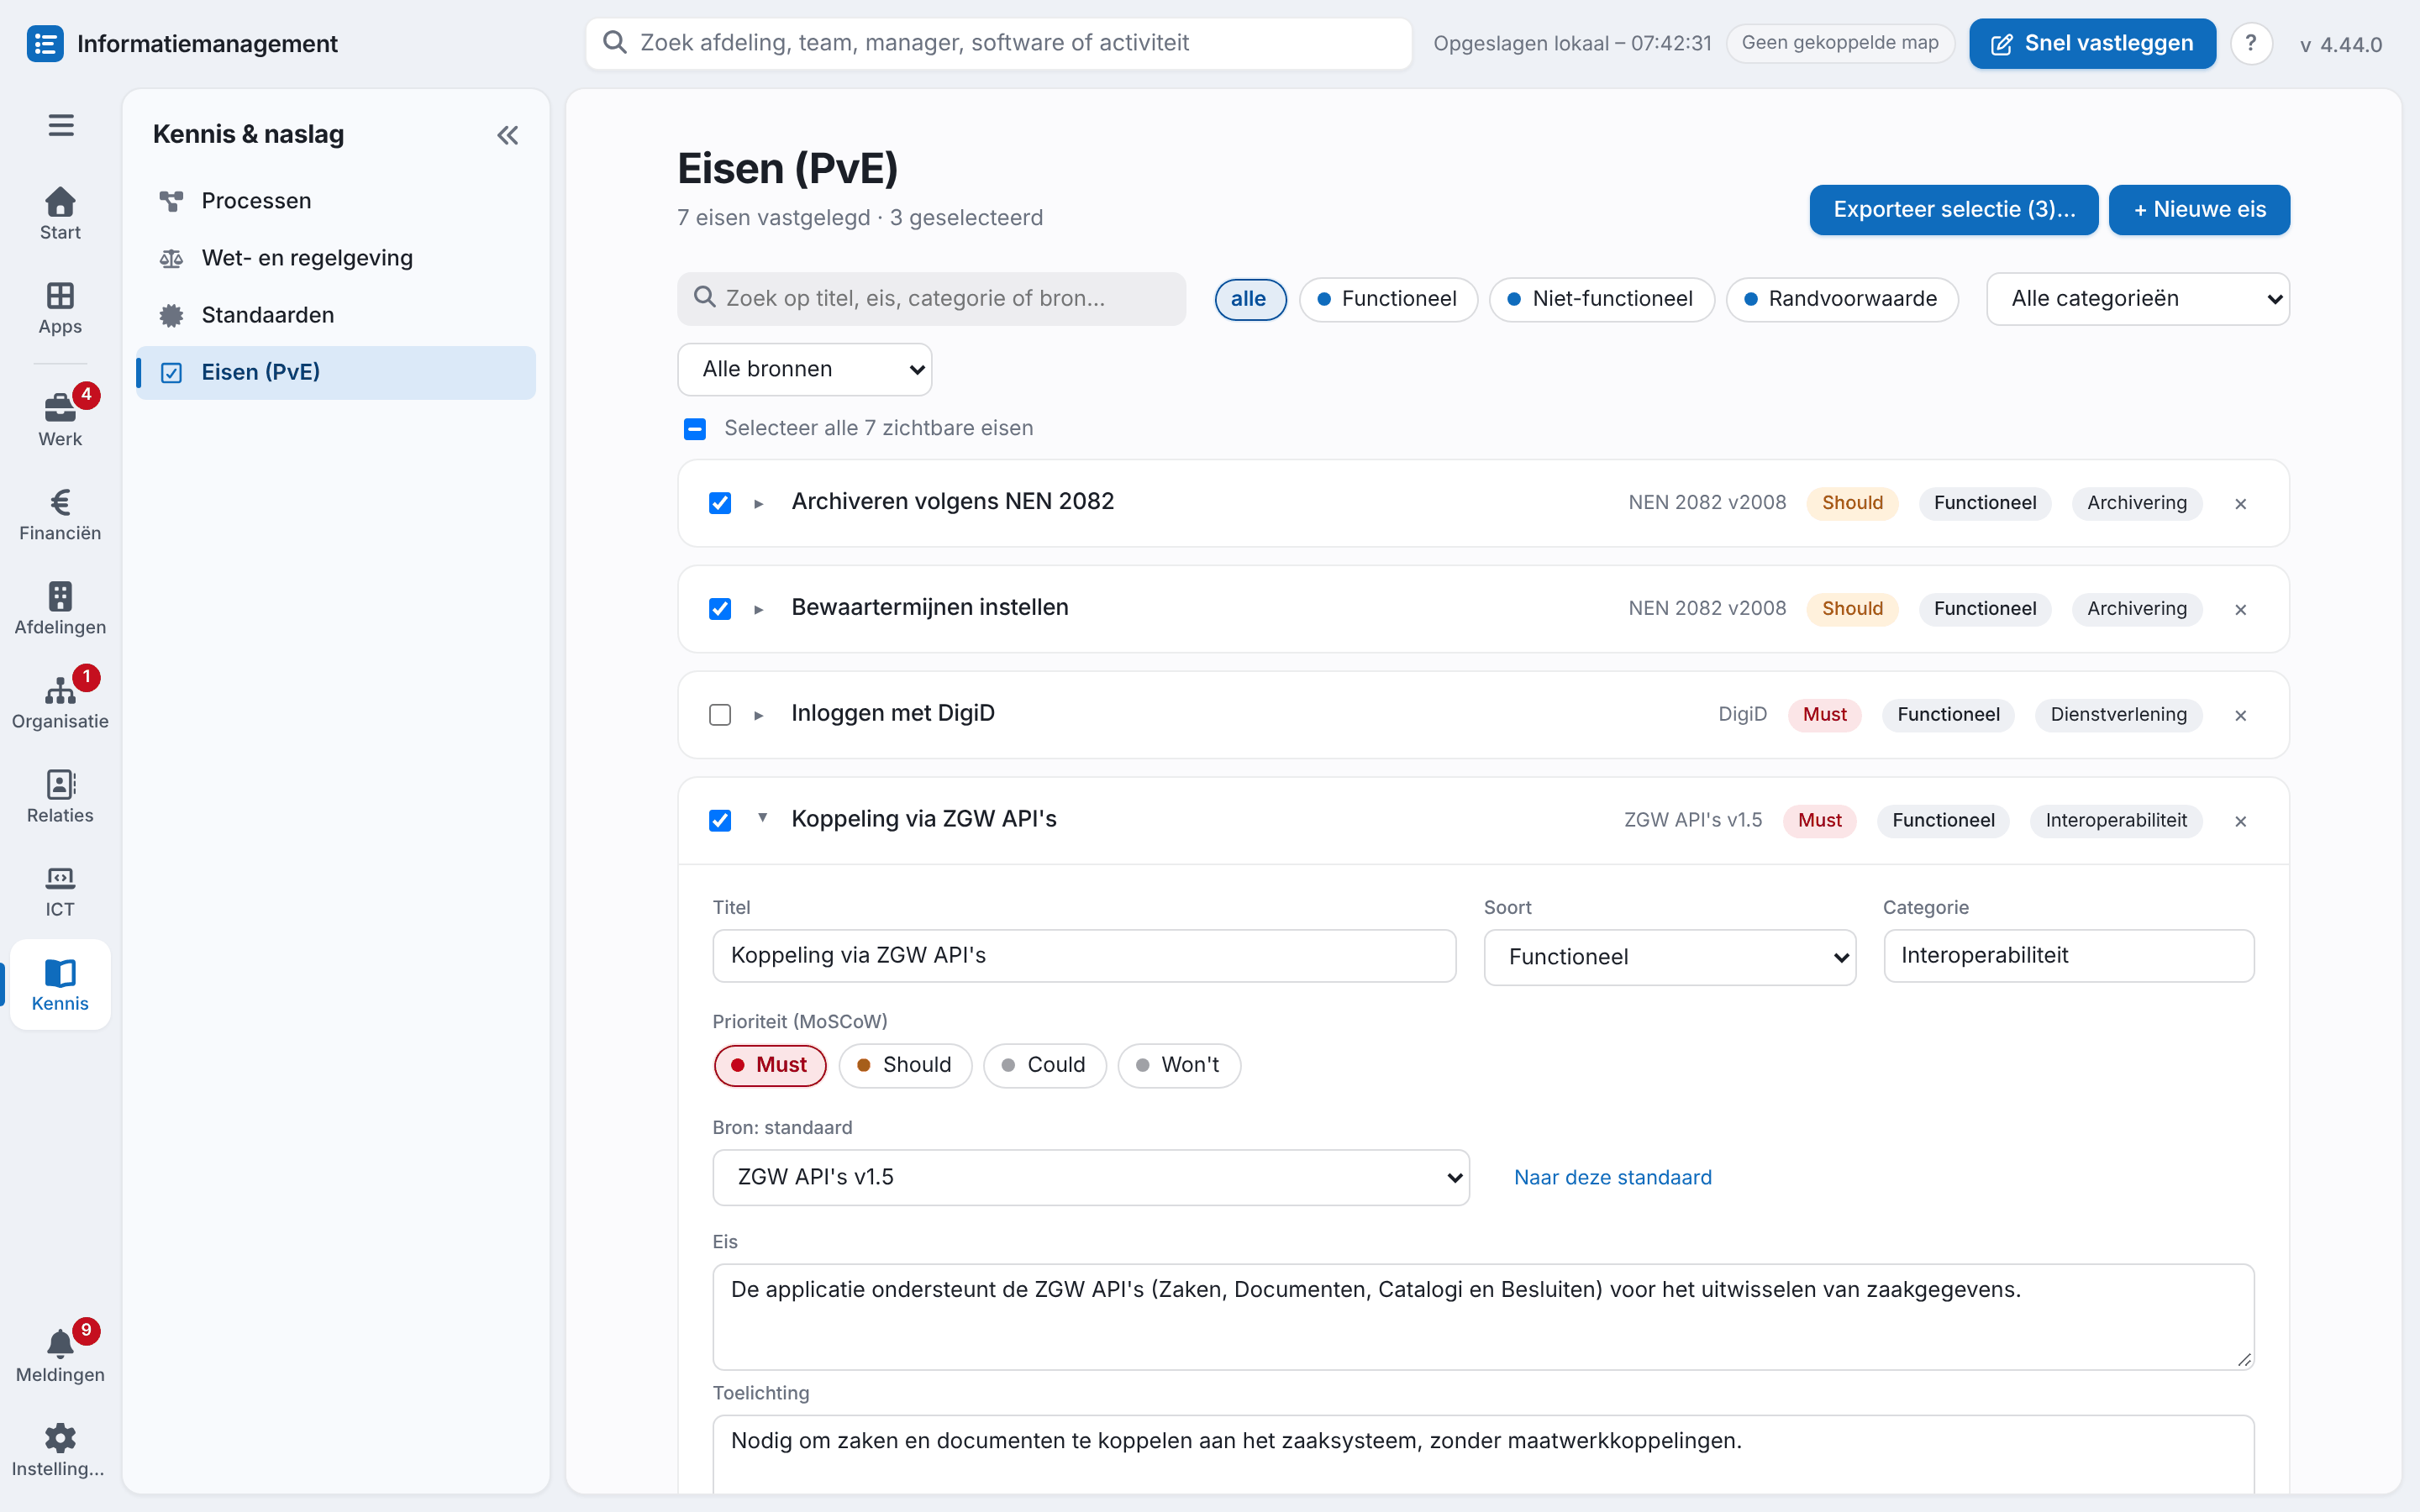 Informatiemanagement
Zoek afdeling, team, manager, software of activiteit
Opgeslagen lokaal – 07:42:31
Geen gekoppelde map
Snel vastleggen
?
v 4.44.0
Start
Apps
4
Werk
Financiën
Afdelingen
1
Organisatie
Relaties
ICT
Kennis
9
Meldingen
Instelling...
Kennis & naslag
Processen
Wet- en regelgeving
Standaarden
Eisen (PvE)
Eisen (PvE)
7 eisen vastgelegd · 3 geselecteerd
Exporteer selectie (3)...
+ Nieuwe eis
Zoek op titel, eis, categorie of bron...
alle
Functioneel
Niet-functioneel
Randvoorwaarde
Alle categorieën
Alle bronnen
Selecteer alle 7 zichtbare eisen
Archiveren volgens NEN 2082 NEN 2082 v2008 Should Functioneel Archivering ×
Bewaartermijnen instellen NEN 2082 v2008 Should Functioneel Archivering ×
Inloggen met DigiD DigiD Must Functioneel Dienstverlening ×
Koppeling via ZGW API's ZGW API's v1.5 Must Functioneel Interoperabiliteit ×
Titel Soort Categorie
Koppeling via ZGW API's Functioneel Interoperabiliteit
Prioriteit (MoSCoW)
Must Should Could Won't
Bron: standaard
ZGW API's v1.5 Naar deze standaard
Eis
De applicatie ondersteunt de ZGW API's (Zaken, Documenten, Catalogi en Besluiten) voor het uitwisselen van zaakgegevens.
Toelichting
Nodig om zaken en documenten te koppelen aan het zaaksysteem, zonder maatwerkkoppelingen.